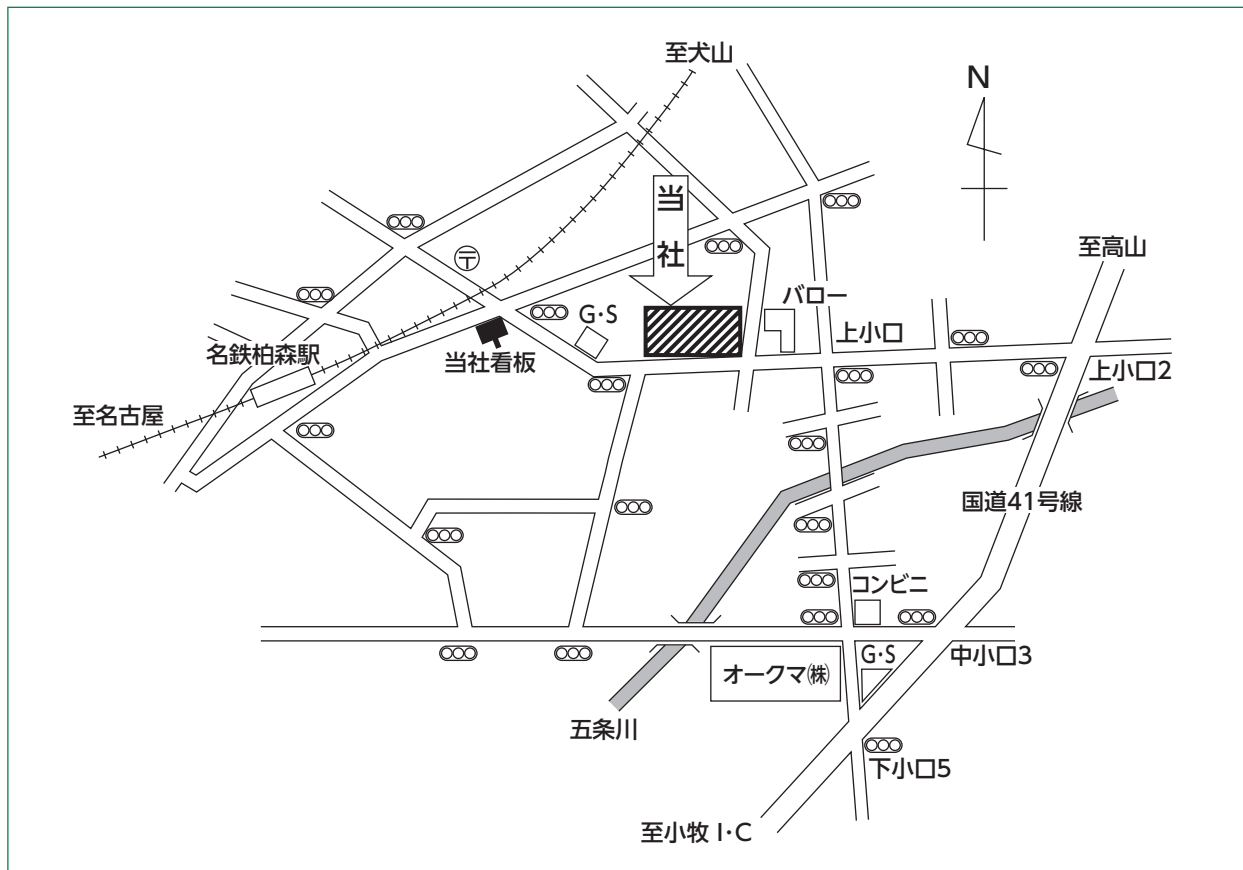 至犬山
N
当社
至高山
〒
バロー
G・S
上小口
名鉄柏森駅
当社看板
上小口2
至名古屋
国道41号線
コンビニ
G・S
中小口3
オークマ㈱
五条川
下小口5
至小牧 I・C